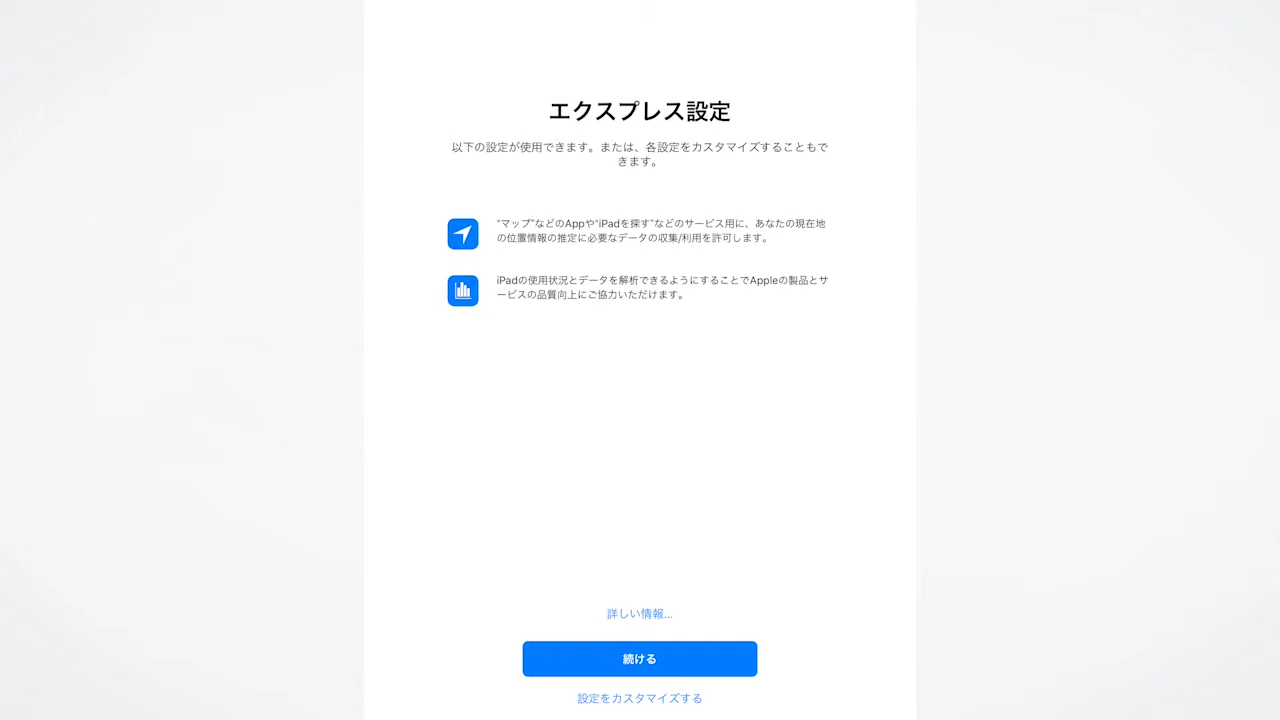 エクスプレス設定
以下の設定が使用できます。または、各設定をカスタマイズすることもで
きます。
“マップ”などのAppや“iPadを探す”などのサービス用に、あなたの現在地
の位置情報の推定に必要なデータの収集/利用を許可します。
iPadの使用状況とデータを解析できるようにすることでAppleの製品とサ
ービスの品質向上にご協力いただけます。
詳しい情報...
続ける
設定をカスタマイズする